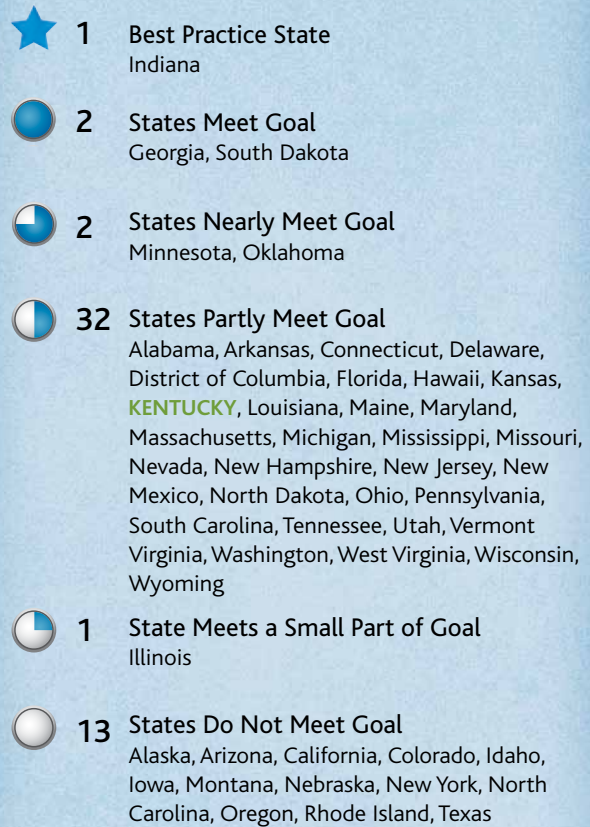 1 Best Practice State
Indiana
2 States Meet Goal
Georgia, South Dakota
2 States Nearly Meet Goal
Minnesota, Oklahoma
32 States Partly Meet Goal
Alabama, Arkansas, Connecticut, Delaware,
District of Columbia, Florida, Hawaii, Kansas,
KENTUCKY, Louisiana, Maine, Maryland,
Massachusetts, Michigan, Mississippi, Missouri,
Nevada, New Hampshire, New Jersey, New
Mexico, North Dakota, Ohio, Pennsylvania,
South Carolina, Tennessee, Utah, Vermont
Virginia, Washington, West Virginia, Wisconsin,
Wyoming
1 State Meets a Small Part of Goal
Illinois
13 States Do Not Meet Goal
Alaska, Arizona, California, Colorado, Idaho,
Iowa, Montana, Nebraska, New York, North
Carolina, Oregon, Rhode Island, Texas